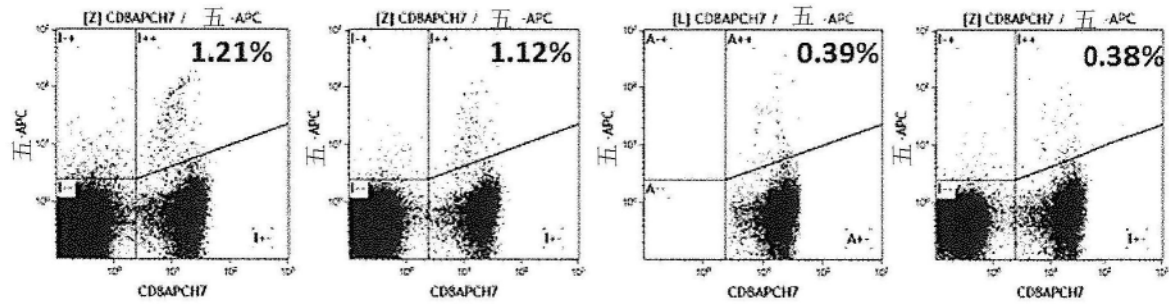 [Z] CD8APCH7 / 五 -APC
I-+
I++
1.21%
五 -APC
I--
I+-
CD8APCH7
[Z] CD8APCH7 / 五 -APC
I-+
I++
1.12%
五 -APC
I--
I+-
CD8APCH7
[L] CD8APCH7 / 五 -APC
A-+
A++
0.39%
五 -APC
A--
A+-
CD8APCH7
[Z] CD8APCH7 / 五 -APC
I-+
I++
0.38%
五 -APC
I--
I+-
CD8APCH7